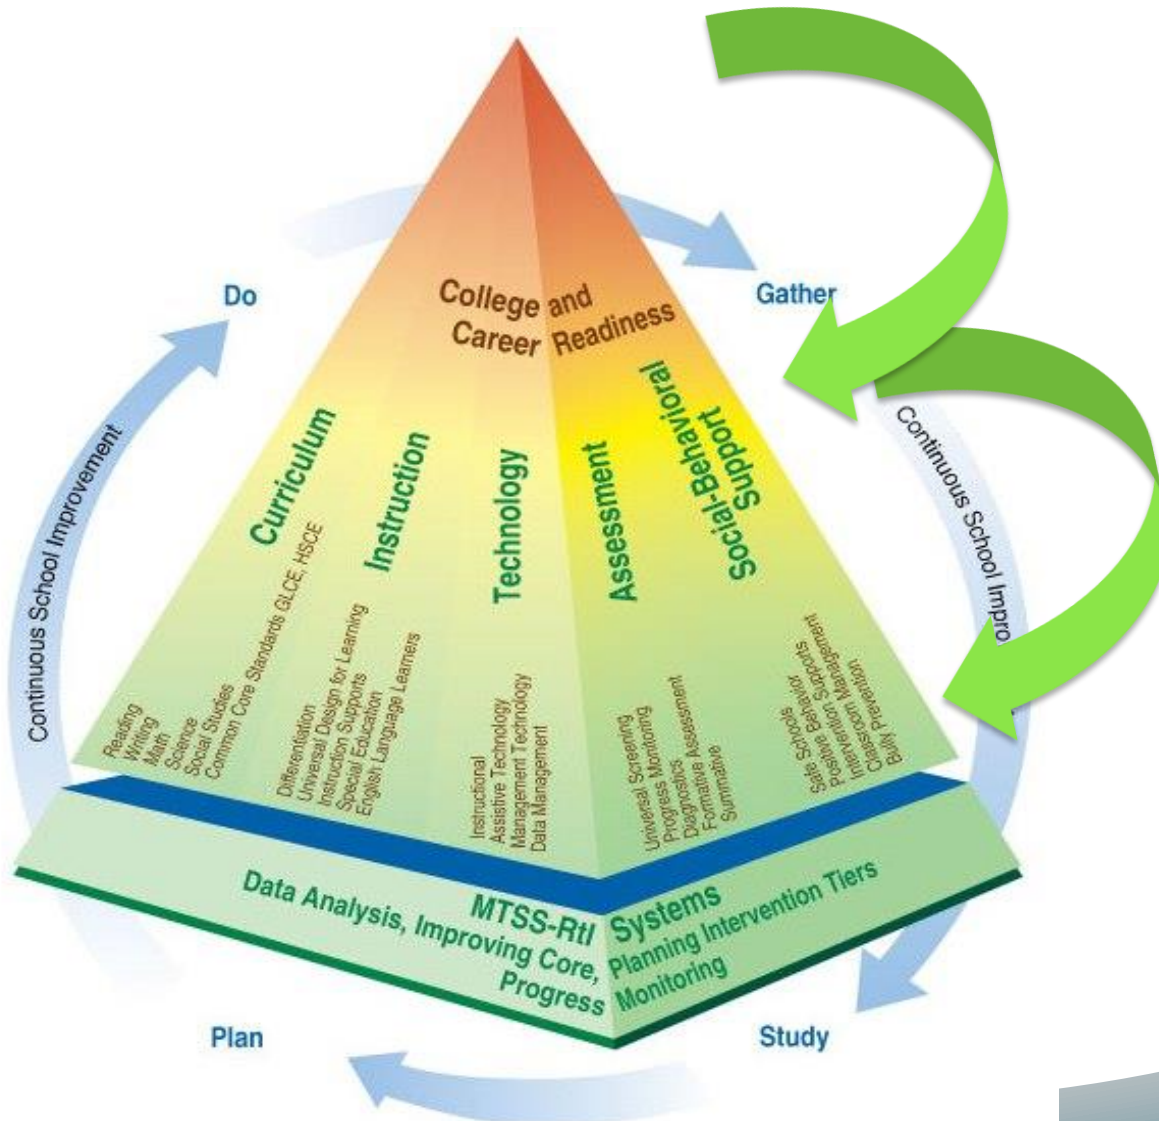 Do
Gather
College and
Career Readiness
Continuous School Improvement
Continuous School Impro
Curriculum
Instruction
Technology
Assessment
Social-Behavioral
Support
Reading
Writing
Math
Science
Social Studies
Common Core Standards GLCE, HSCE
Differentiation
Universal Design for Learning
Instruction Supports
Special Education
English Language Learners
Instructional
Assistive Technology
Management Technology
Data Management
Universal Screening
Progress Monitoring
Diagnostics
Formative Assessment
Summative
Safe Schools
Positive Behavior
Intervention Supports
Classroom Management
Bully Prevention
MTSS-RtI Systems
Data Analysis, Improving Core, Planning Intervention Tiers
Progress Monitoring
Plan
Study